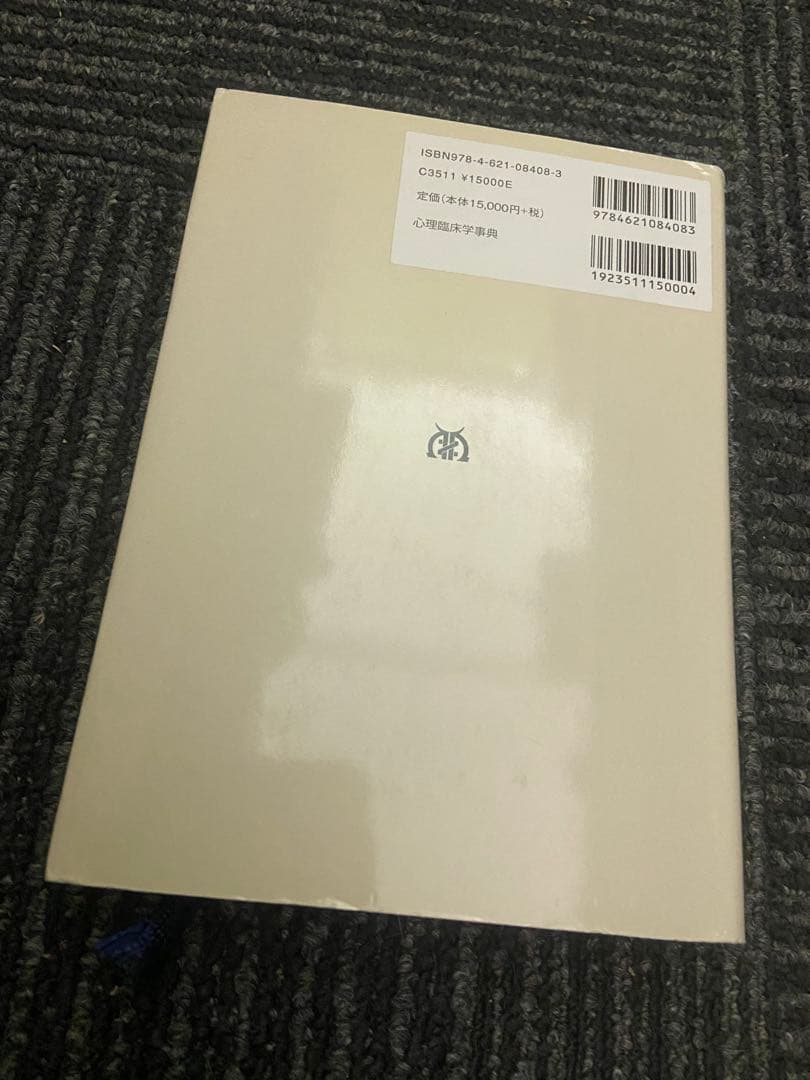 ISBN978-4-621-08408-3
C3511 ¥15000E
定価(本体15,000円+税)
心理臨床学事典
9784621084083
1923511150004